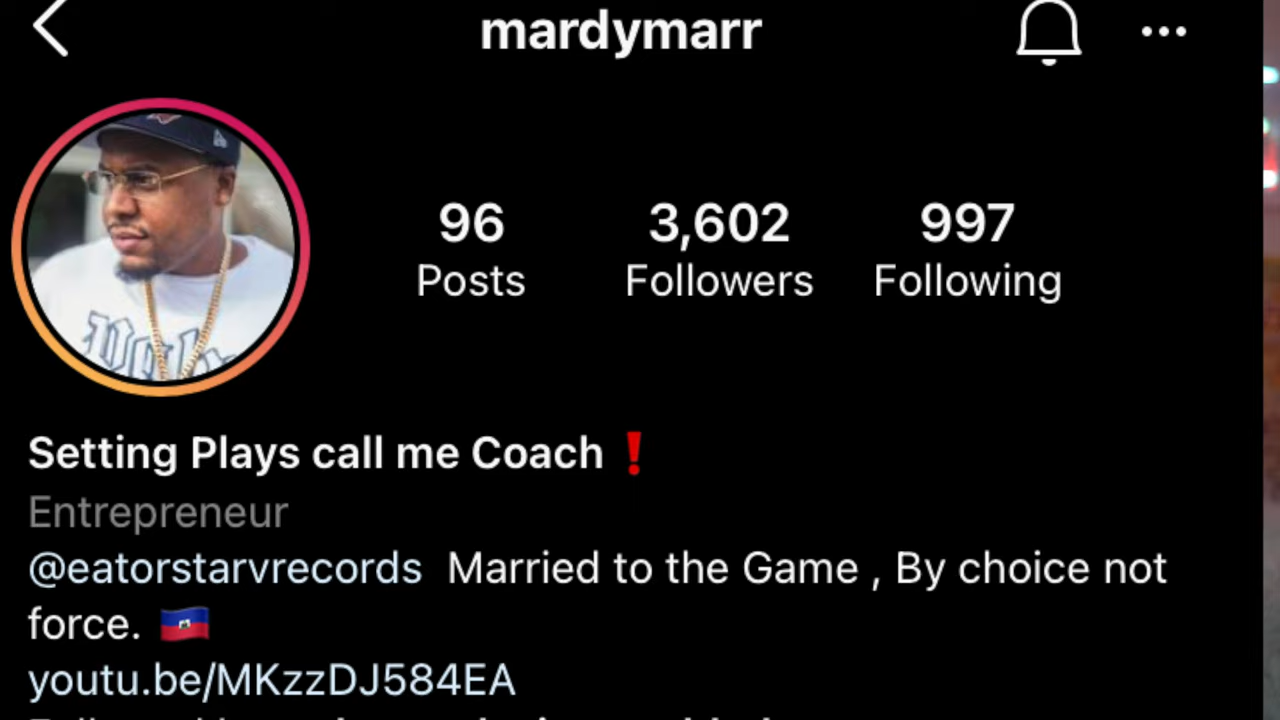 mardymarr
96 3,602 997
Posts Followers Following
Setting Plays call me Coach ❗
Entrepreneur
@eatorstarvrecords Married to the Game , By choice not
force. 🇭🇹
youtu.be/MKzzDJ584EA